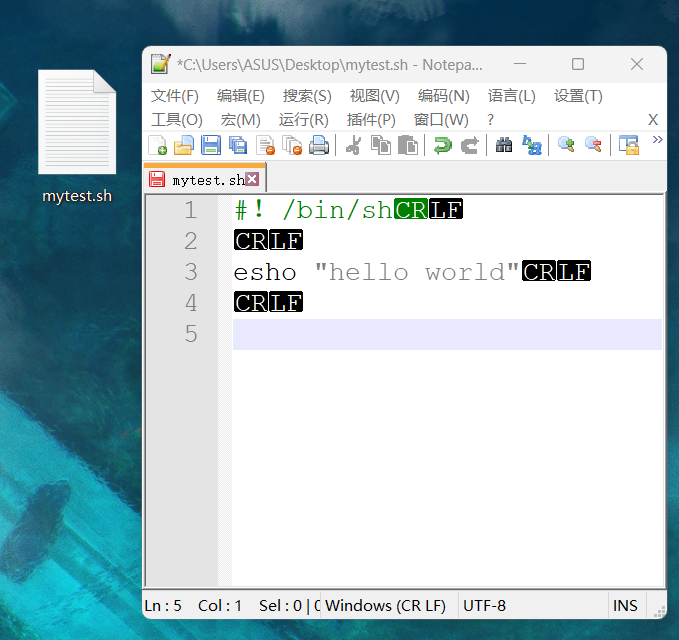 mytest.sh
*C:\Users\ASUS\Desktop\mytest.sh - Notepa...
文件(F) 编辑(E) 搜索(S) 视图(V) 编码(N) 语言(L) 设置(T)
工具(O) 宏(M) 运行(R) 插件(P) 窗口(W) ? X
mytest.sh
1 #! /bin/shCRLF
2 CRLF
3 esho "hello world"CRLF
4 CRLF
5
Ln : 5 Col : 1 Sel : 0 | 0 Windows (CR LF) UTF-8 INS